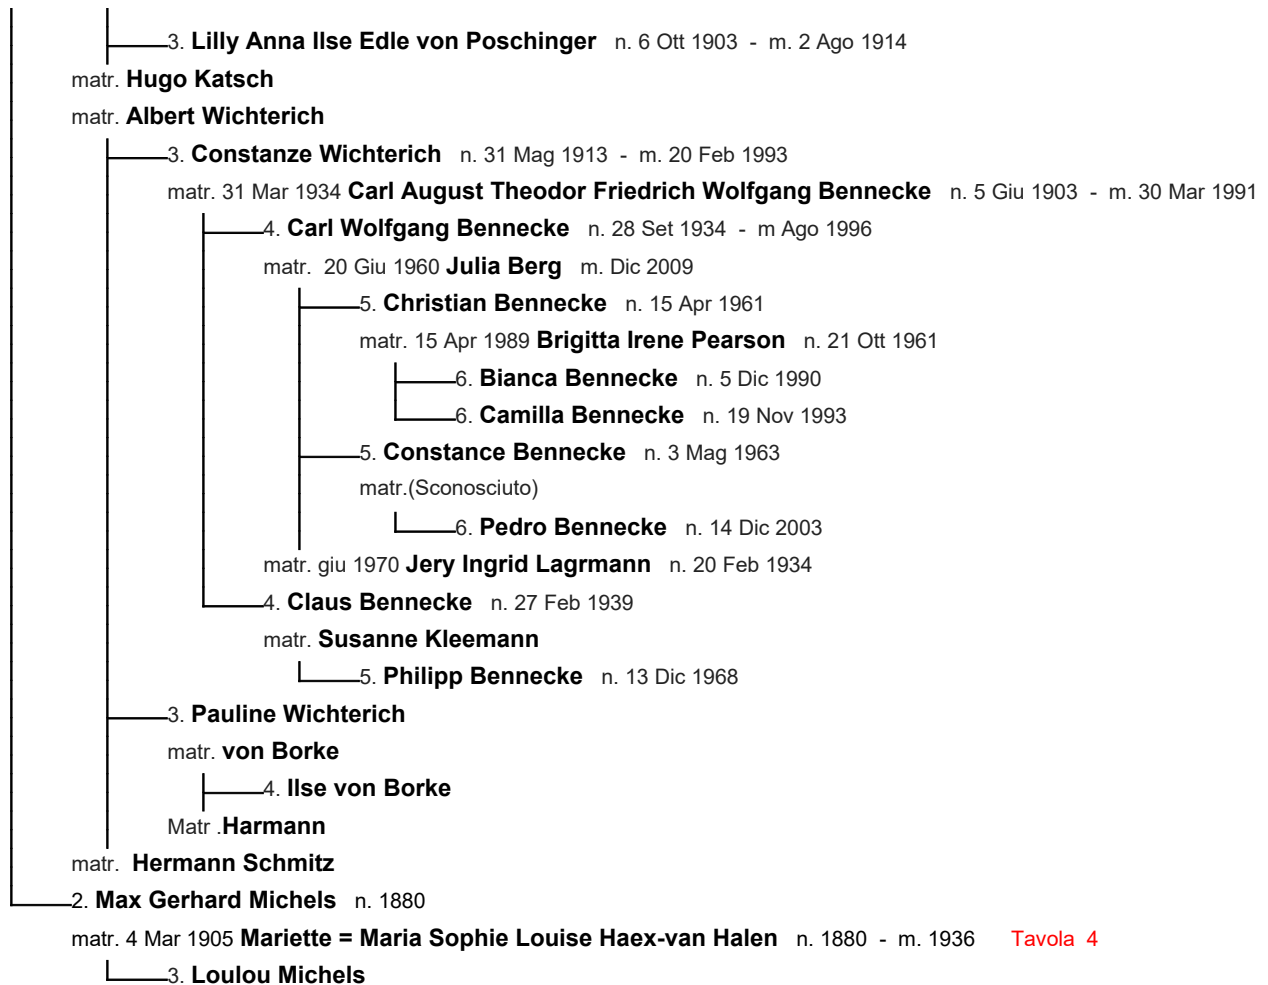 3. Lilly Anna Ilse Edle von Poschinger n. 6 Ott 1903 - m. 2 Ago 1914
matr. Hugo Katsch
matr. Albert Wichterich
3. Constanze Wichterich n. 31 Mag 1913 - m. 20 Feb 1993
matr. 31 Mar 1934 Carl August Theodor Friedrich Wolfgang Bennecke n. 5 Giu 1903 - m. 30 Mar 1991
4. Carl Wolfgang Bennecke n. 28 Set 1934 - m Ago 1996
matr. 20 Giu 1960 Julia Berg m. Dic 2009
5. Christian Bennecke n. 15 Apr 1961
matr. 15 Apr 1989 Brigitta Irene Pearson n. 21 Ott 1961
6. Bianca Bennecke n. 5 Dic 1990
6. Camilla Bennecke n. 19 Nov 1993
5. Constance Bennecke n. 3 Mag 1963
matr.(Sconosciuto)
6. Pedro Bennecke n. 14 Dic 2003
matr. giu 1970 Jery Ingrid Lagrmann n. 20 Feb 1934
4. Claus Bennecke n. 27 Feb 1939
matr. Susanne Kleemann
5. Philipp Bennecke n. 13 Dic 1968
3. Pauline Wichterich
matr. von Borke
4. Ilse von Borke
Matr .Harmann
matr. Hermann Schmitz
2. Max Gerhard Michels n. 1880
matr. 4 Mar 1905 Mariette = Maria Sophie Louise Haex-van Halen n. 1880 - m. 1936 Tavola 4
3. Loulou Michels